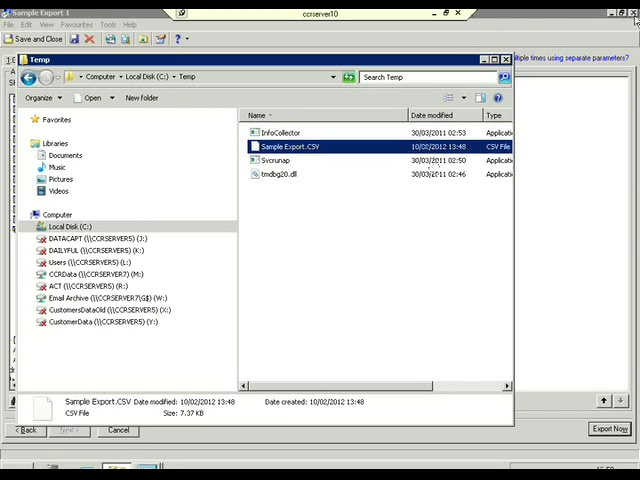 Sample Export 1
ccrserver10
File Edit View Favourites Tools Help
Save and Close
ltiple times using separate parameters?
Temp
Computer Local Disk (C:) Temp
Search Temp
Organize Open New folder
Name Date modified Type
Favorites
Libraries
Documents
Music
Pictures
Videos
Computer
Local Disk (C:)
DATACAPT (\\CCRSERVER5) (J:)
DAILYFUL (\\CCRSERVER5) (K:)
Users (\\CCRSERVER5) (L:)
CCRData (\\CCRSERVER7) (M:)
ACT (\\CCRSERVER5) (R:)
Email Archive (\\CCRSERVER7\G$) (W:)
CustomersDataOld (\\CCRSERVER5) (X:)
CustomerData (\\CCRSERVER5) (Y:)
InfoCollector 30/03/2011 02:53 Applicatic
Sample Export.CSV 10/02/2012 13:48 CSV File
Svcrunap 30/03/2011 02:50 Applicatic
tmdbg20.dll 30/03/2011 02:46 Applicatic
Sample Export.CSV Date modified: 10/02/2012 13:48 Date created: 10/02/2012 13:48
CSV File Size: 7.37 KB
< Back Next > Cancel
Export Now